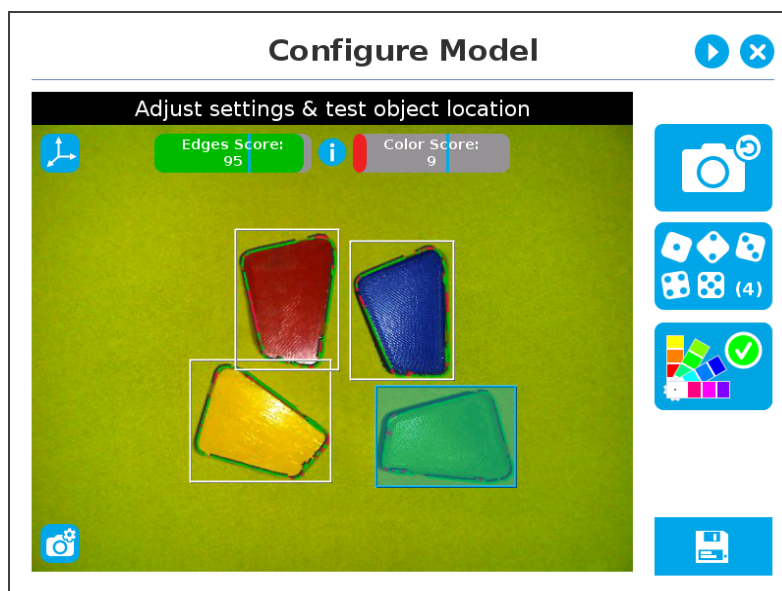 Configure Model
Adjust settings & test object location
Edges Score:
95
i
Color Score:
9
(4)